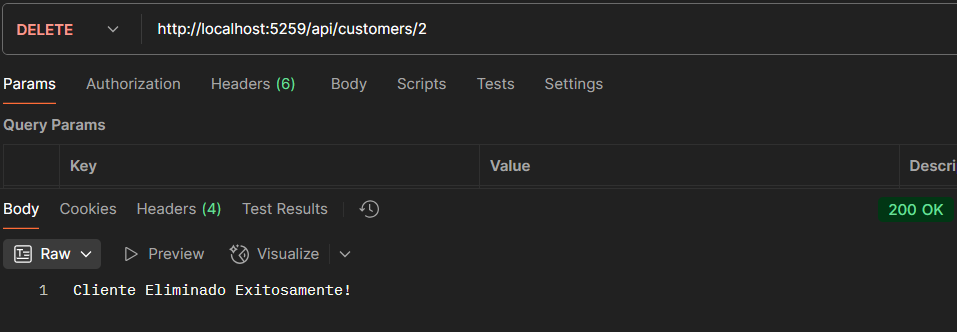 DELETE http://localhost:5259/api/customers/2
Params Authorization Headers (6) Body Scripts Tests Settings
Query Params
Key Value Descri
Body Cookies Headers (4) Test Results 200 OK
Raw Preview Visualize
1 Cliente Eliminado Exitosamente!